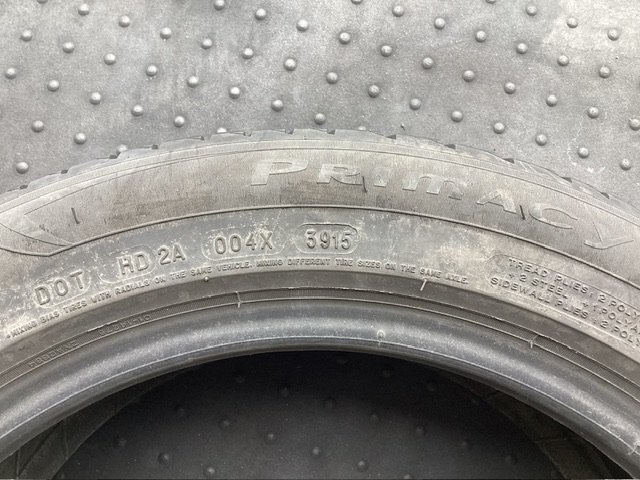 PRIMACY
DOT HD 2A 004X 3915
MIXING BIAS TIRES WITH RADIALS ON THE SAME VEHICLE. MIXING DIFFERENT TIRE SIZES ON THE SAME AXLE.
TREAD PLIES: 2
STEEL
SIDEWALL PLIES: 2 POLY